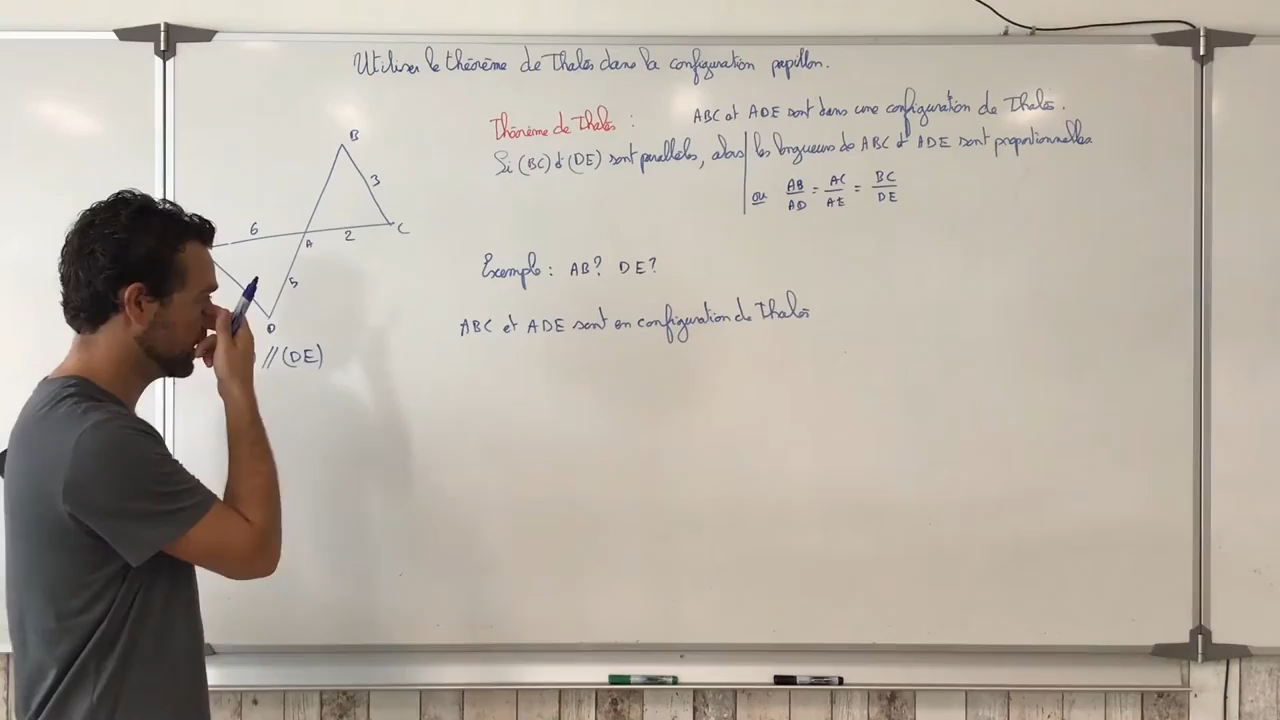 Utiliser le théorème de Thalès dans la configuration papillon.
Théorème de Thalès :
ABC et ADE sont dans une configuration de Thalès.
Si (BC) et (DE) sont parallèles, alors les longueurs de ABC et ADE sont proportionnelles
ou AB/AD = AC/AE = BC/DE
B
3
6
A
2
C
5
D
// (DE)
Exemple : AB? DE?
ABC et ADE sont en configuration de Thalès